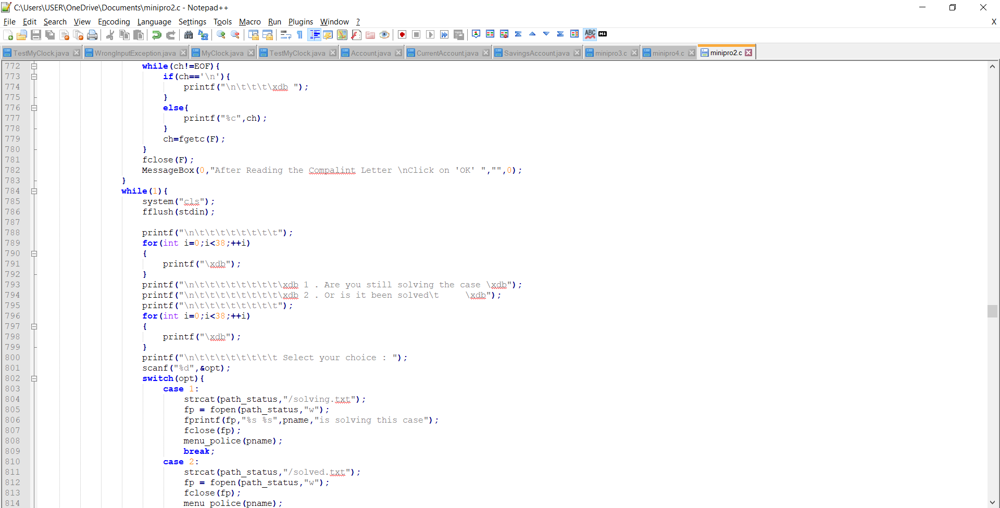 C:\Users\USER\OneDrive\Documents\minipro2.c - Notepad++
File Edit Search View Encoding Language Settings Tools Macro Run Plugins Window ? X
TestMyClock.java WrongInputException.java MyClock.java TestMyClock.java Account.java CurrentAccount.java SavingsAccount.java minipro3.c minipro4.c minipro2.c
772 while(ch!=EOF){
773 if(ch=='\n'){
774 printf("\n\t\t\t\xdb ");
775 }
776 else{
777 printf("%c",ch);
778 }
779 ch=fgetc(F);
780 }
781 fclose(F);
782 MessageBox(0,"After Reading the Compalint Letter \nClick on 'OK' ","",0);
783 }
784 while(1){
785 system("cls");
786 fflush(stdin);
787
788 printf("\n\t\t\t\t\t\t\t\t");
789 for(int i=0;i<38;++i)
790 {
791 printf("\xdb");
792 }
793 printf("\n\t\t\t\t\t\t\t\t\xdb 1 . Are you still solving the case \xdb");
794 printf("\n\t\t\t\t\t\t\t\t\xdb 2 . Or is it been solved\t     \xdb");
795 printf("\n\t\t\t\t\t\t\t\t");
796 for(int i=0;i<38;++i)
797 {
798 printf("\xdb");
799 }
800 printf("\n\t\t\t\t\t\t\t\t Select your choice : ");
801 scanf("%d",&opt);
802 switch(opt){
803 case 1:
804 strcat(path_status,"/solving.txt");
805 fp = fopen(path_status,"w");
806 fprintf(fp,"%s %s",pname,"is solving this case");
807 fclose(fp);
808 menu_police(pname);
809 break;
810 case 2:
811 strcat(path_status,"/solved.txt");
812 fp = fopen(path_status,"w");
813 fclose(fp);
814 menu_police(pname);